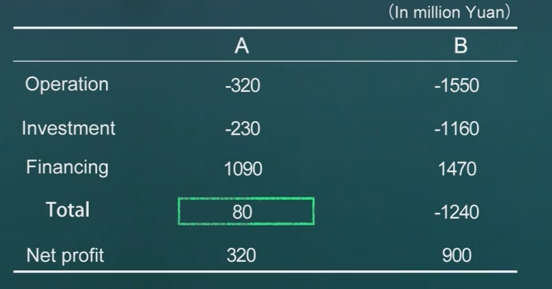 (In million Yuan)
A B
Operation -320 -1550
Investment -230 -1160
Financing 1090 1470
Total 80 -1240
Net profit 320 900